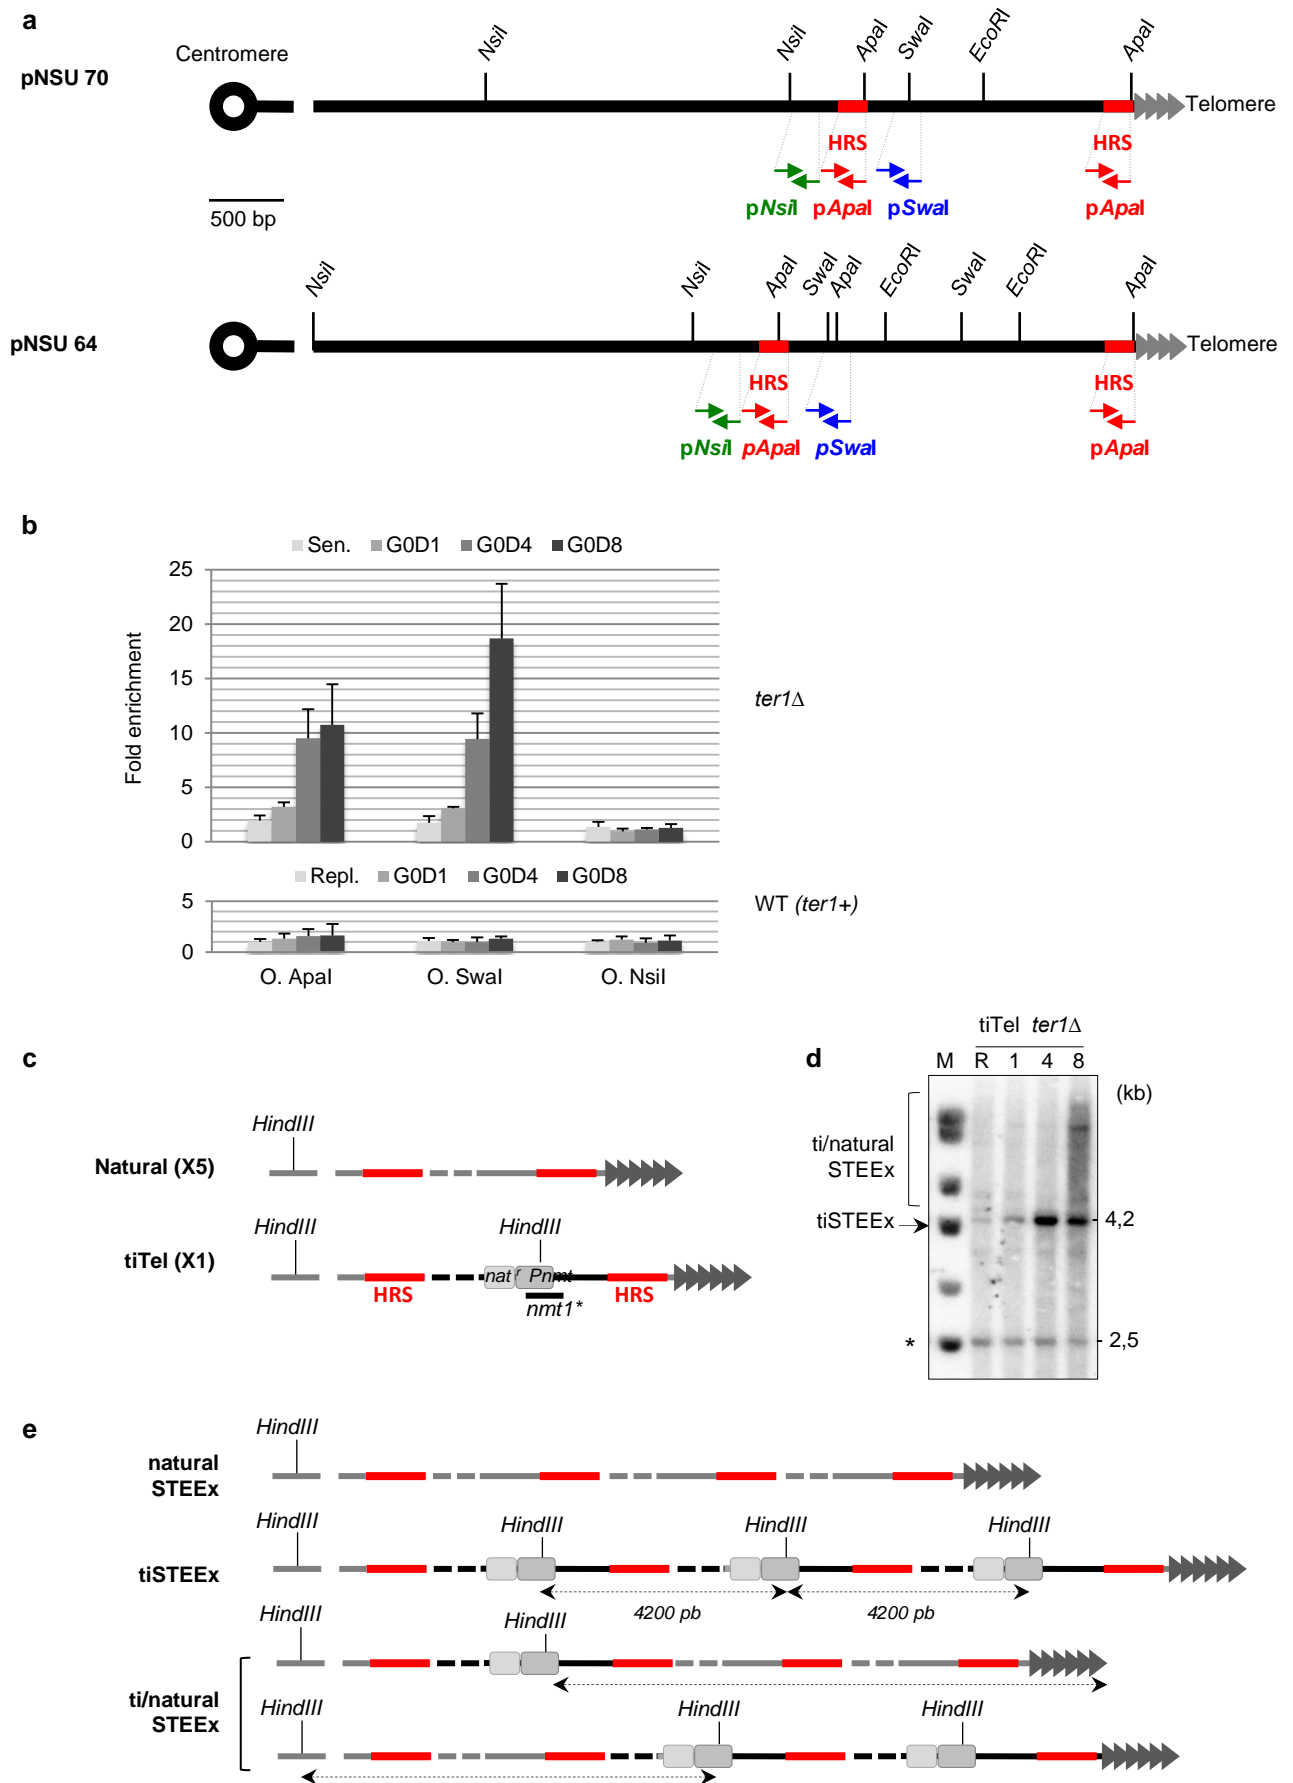 a
NsiI NsiI ApaI SwaI EcoRI ApaI
Centromere
pNSU 70
Telomere
HRS HRS
500 bp
pNsiI pApaI pSwaI pApaI
NsiI NsiI ApaI SwaI ApaI EcoRI SwaI EcoRI ApaI
pNSU 64
Telomere
HRS HRS
pNsiI pApaI pSwaI pApaI
b
Sen. G0D1 G0D4 G0D8
25
20
15
10
5
0
Fold enrichment
ter1Δ
Repl. G0D1 G0D4 G0D8
5
0
WT (ter1+)
O. ApaI O. SwaI O. NsiI
c
HindIII
Natural (X5)
HindIII HindIII
tiTel (X1)
nat r Pnmt
HRS HRS
nmt1*
d
tiTel ter1Δ
M R 1 4 8
(kb)
ti/natural
STEEx
tiSTEEx
4,2
*
2,5
e
HindIII
natural
STEEx
HindIII HindIII HindIII HindIII
tiSTEEx
4200 pb 4200 pb
HindIII HindIII
ti/natural
STEEx
HindIII HindIII HindIII